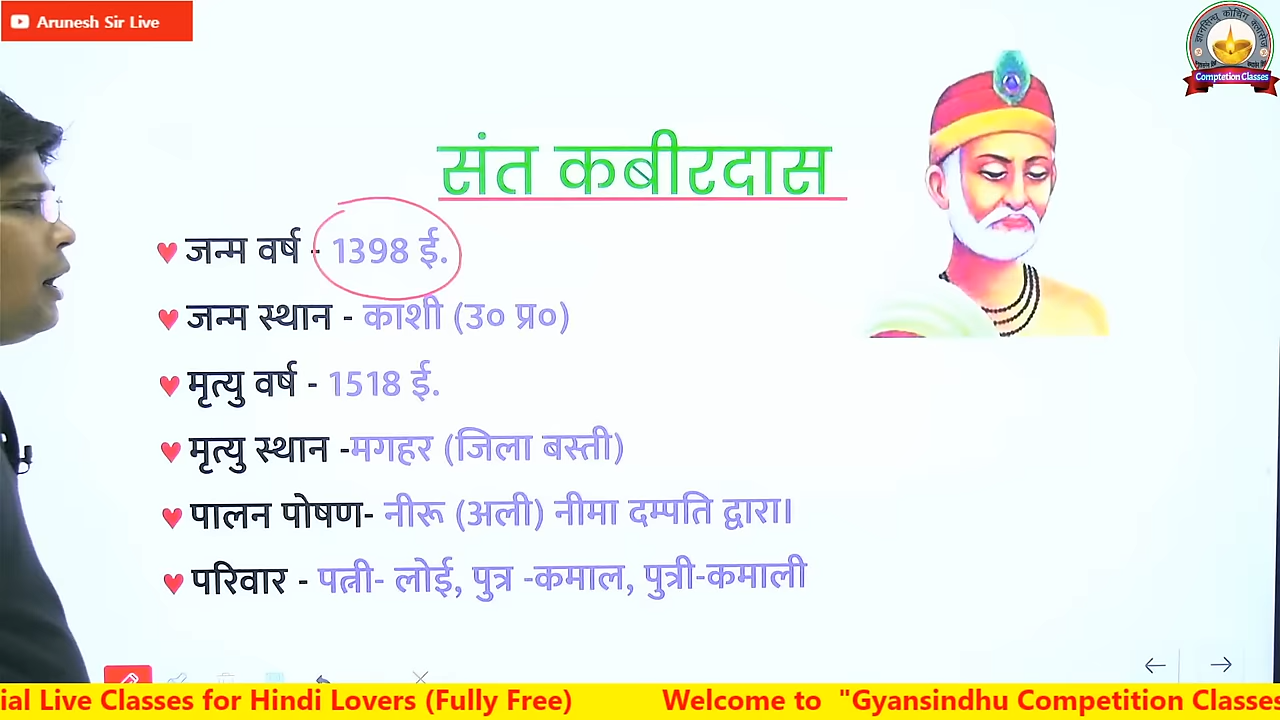 Arunesh Sir Live
ज्ञानसिन्धु कोचिंग क्लासेज
Comptetion Classes
संत कबीरदास
जन्म वर्ष - 1398 ई.
जन्म स्थान - काशी (उ० प्र०)
मृत्यु वर्ष - 1518 ई.
मृत्यु स्थान -मगहर (जिला बस्ती)
पालन पोषण- नीरू (अली) नीमा दम्पति द्वारा।
परिवार - पत्नी- लोई, पुत्र -कमाल, पुत्री-कमाली
ial Live Classes for Hindi Lovers (Fully Free) Welcome to "Gyansindhu Competition Classes